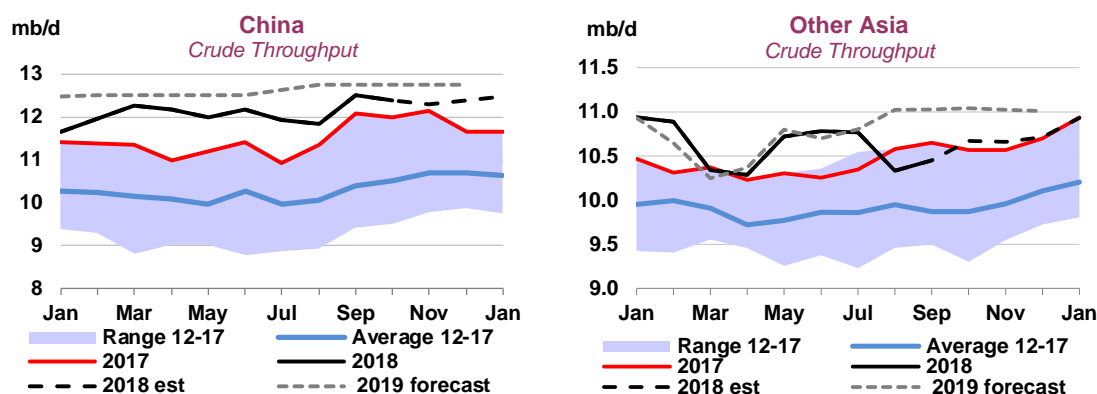 mb/d
China
Crude Throughput
13
12
11
10
9
8
Jan Mar May Jul Sep Nov Jan
Range 12-17 Average 12-17
2017 2018
2018 est 2019 forecast
mb/d
Other Asia
Crude Throughput
11.5
11.0
10.5
10.0
9.5
9.0
Jan Mar May Jul Sep Nov Jan
Range 12-17 Average 12-17
2017 2018
2018 est 2019 forecast